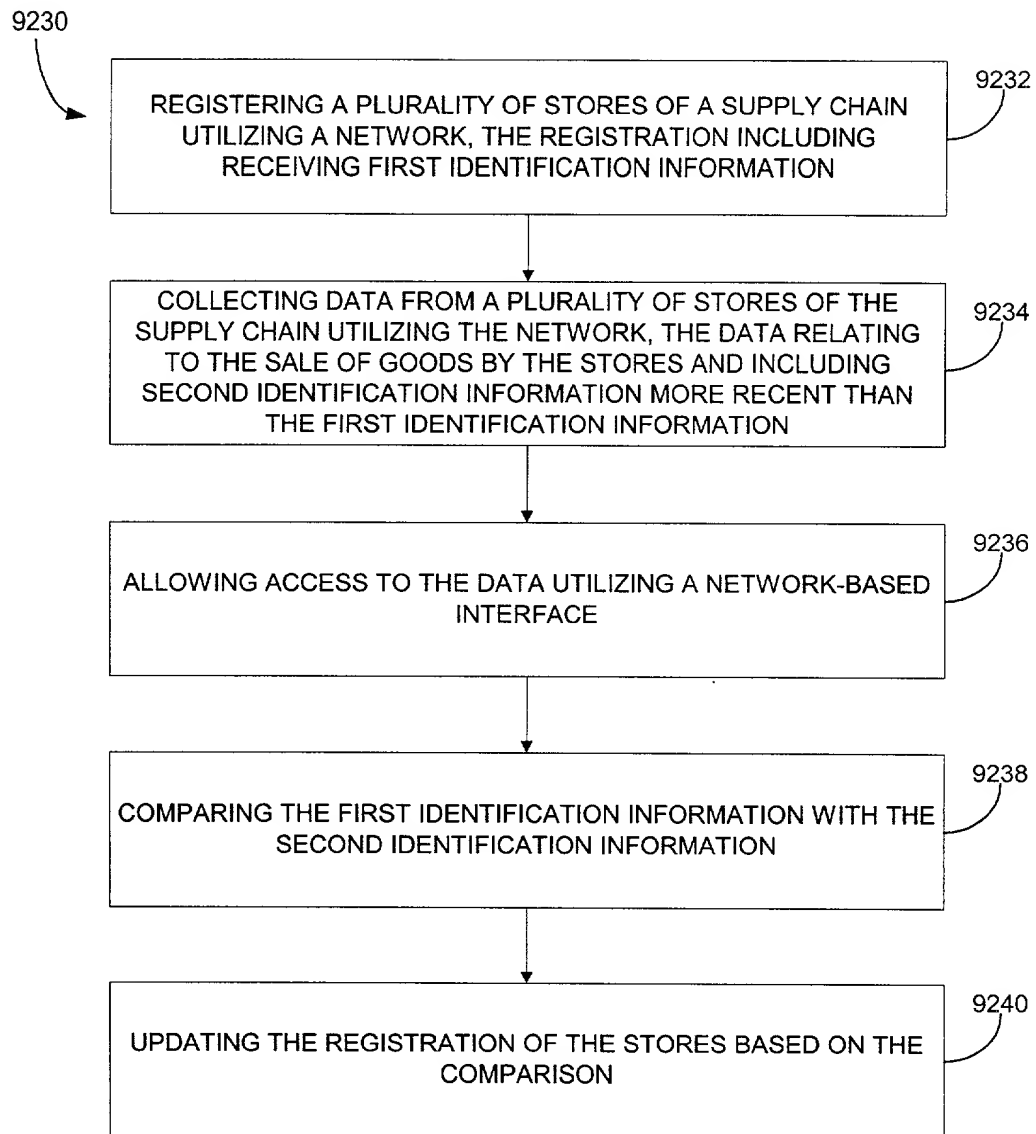 9230
REGISTERING A PLURALITY OF STORES OF A SUPPLY CHAIN
UTILIZING A NETWORK, THE REGISTRATION INCLUDING
RECEIVING FIRST IDENTIFICATION INFORMATION
9232
COLLECTING DATA FROM A PLURALITY OF STORES OF THE
SUPPLY CHAIN UTILIZING THE NETWORK, THE DATA RELATING
TO THE SALE OF GOODS BY THE STORES AND INCLUDING
SECOND IDENTIFICATION INFORMATION MORE RECENT THAN
THE FIRST IDENTIFICATION INFORMATION
9234
ALLOWING ACCESS TO THE DATA UTILIZING A NETWORK-BASED
INTERFACE
9236
COMPARING THE FIRST IDENTIFICATION INFORMATION WITH THE
SECOND IDENTIFICATION INFORMATION
9238
UPDATING THE REGISTRATION OF THE STORES BASED ON THE
COMPARISON
9240